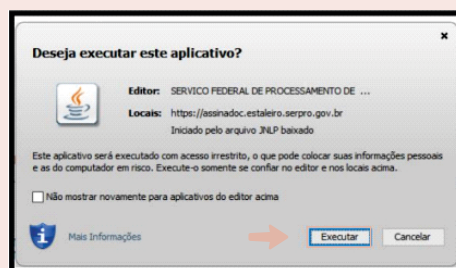 Deseja executar este aplicativo?
Editor: SERVICO FEDERAL DE PROCESSAMENTO DE ...
Locais: https://assinadoc.estaleiro.serpro.gov.br
Iniciado pelo arquivo JNLP baixado
Este aplicativo será executado com acesso irrestrito, o que pode colocar suas informações pessoais
e as do computador em risco. Execute-o somente se confiar no editor e nos locais acima.
Não mostrar novamente para aplicativos do editor acima
Mais Informações
Executar
Cancelar